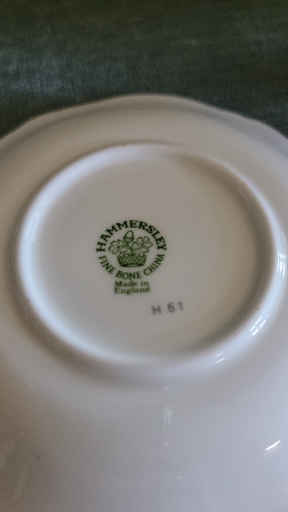 HAMMERSLEY
FINE BONE CHINA
Made in
England
H 51